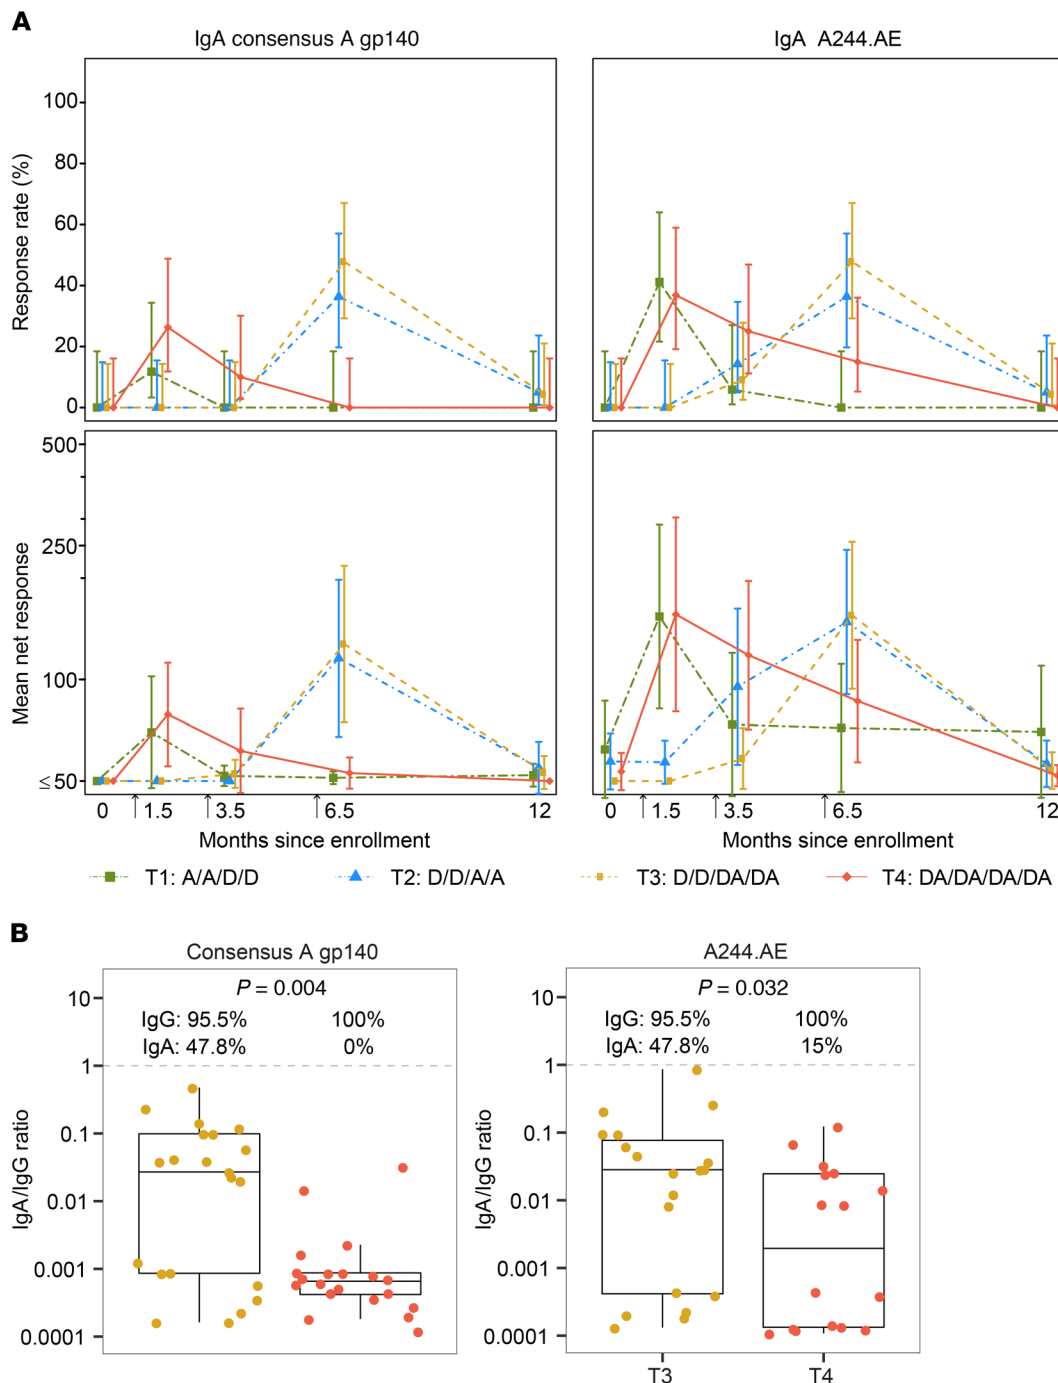 A
IgA consensus A gp140
IgA A244.AE
Response rate (%)
100
80
60
40
20
0
Mean net response
500
250
100
≤50
0 1.5 3.5 6.5 12
0 1.5 3.5 6.5 12
Months since enrollment
Months since enrollment
T1: A/A/D/D
T2: D/D/A/A
T3: D/D/DA/DA
T4: DA/DA/DA/DA
B
Consensus A gp140
A244.AE
IgA/IgG ratio
10
1
0.1
0.01
0.001
0.0001
P = 0.004
IgG: 95.5% 100%
IgA: 47.8% 0%
IgA/IgG ratio
10
1
0.1
0.01
0.001
0.0001
P = 0.032
IgG: 95.5% 100%
IgA: 47.8% 15%
T3 T4